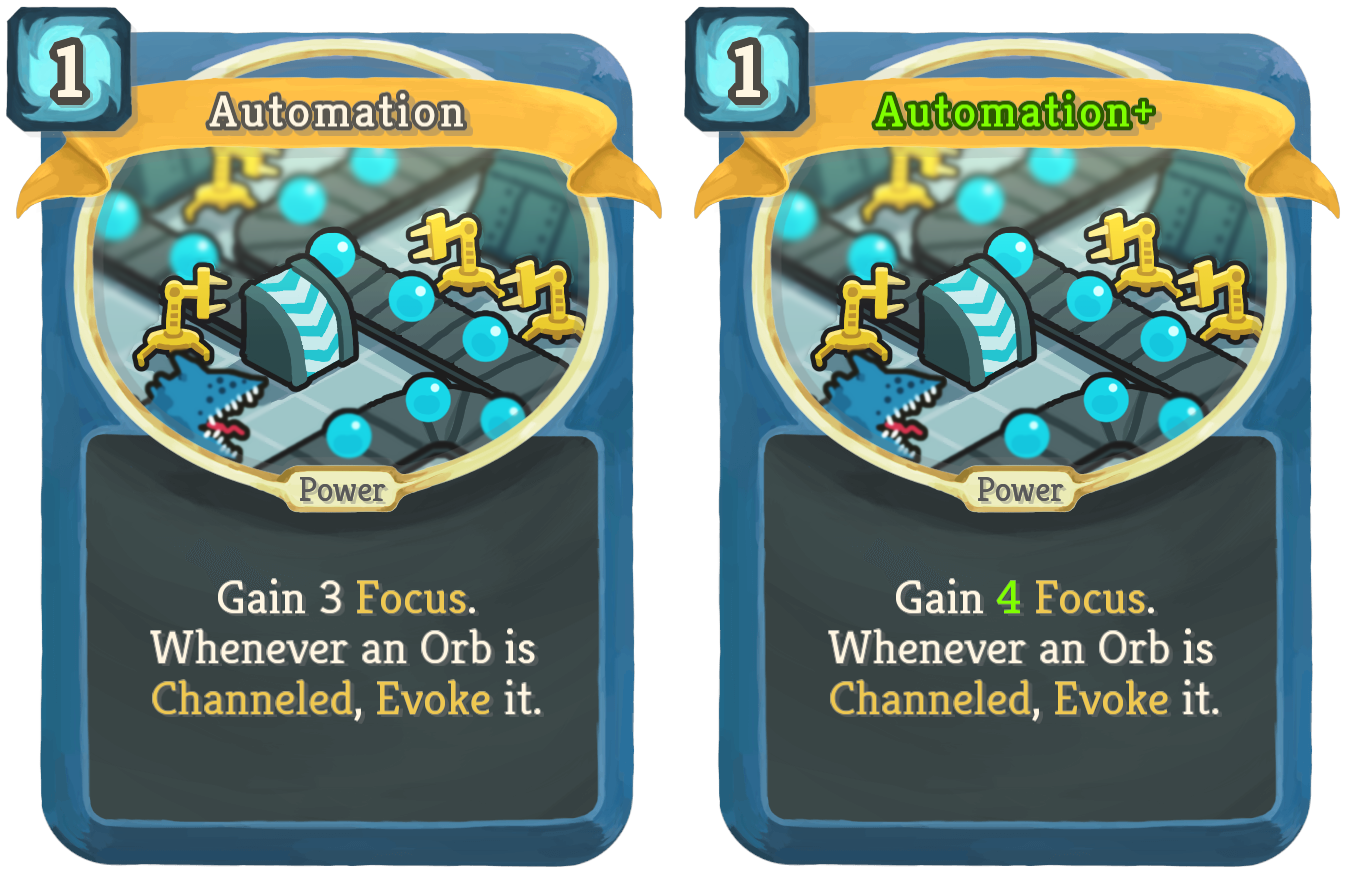 1
Automation
Power
Gain 3 Focus.
Whenever an Orb is
Channeled, Evoke it.
1
Automation+
Power
Gain 4 Focus.
Whenever an Orb is
Channeled, Evoke it.